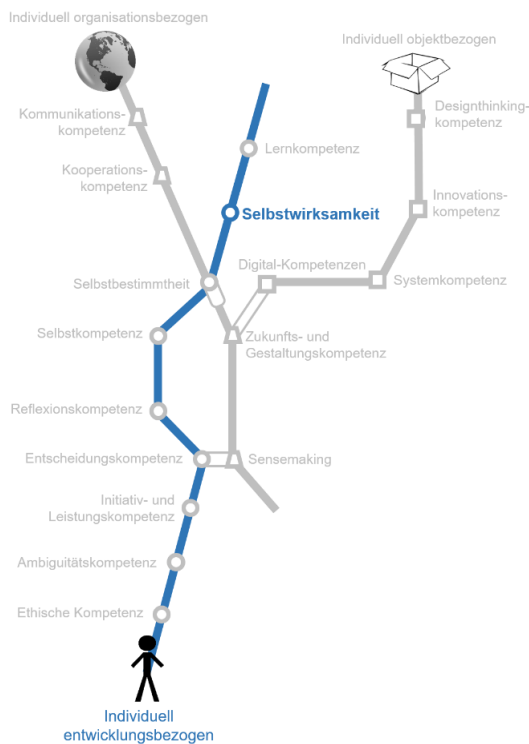 Individuell organisationsbezogen
Individuell objektbezogen
Kommunikations-
kompetenz
Designthinking-
kompetenz
Lernkompetenz
Kooperations-
kompetenz
Innovations-
kompetenz
Selbstwirksamkeit
Digital-Kompetenzen
Selbstbestimmtheit
Systemkompetenz
Selbstkompetenz
Zukunfts- und
Gestaltungskompetenz
Reflexionskompetenz
Entscheidungskompetenz
Sensemaking
Initiativ- und
Leistungskompetenz
Ambiguitätskompetenz
Ethische Kompetenz
Individuell
entwicklungsbezogen